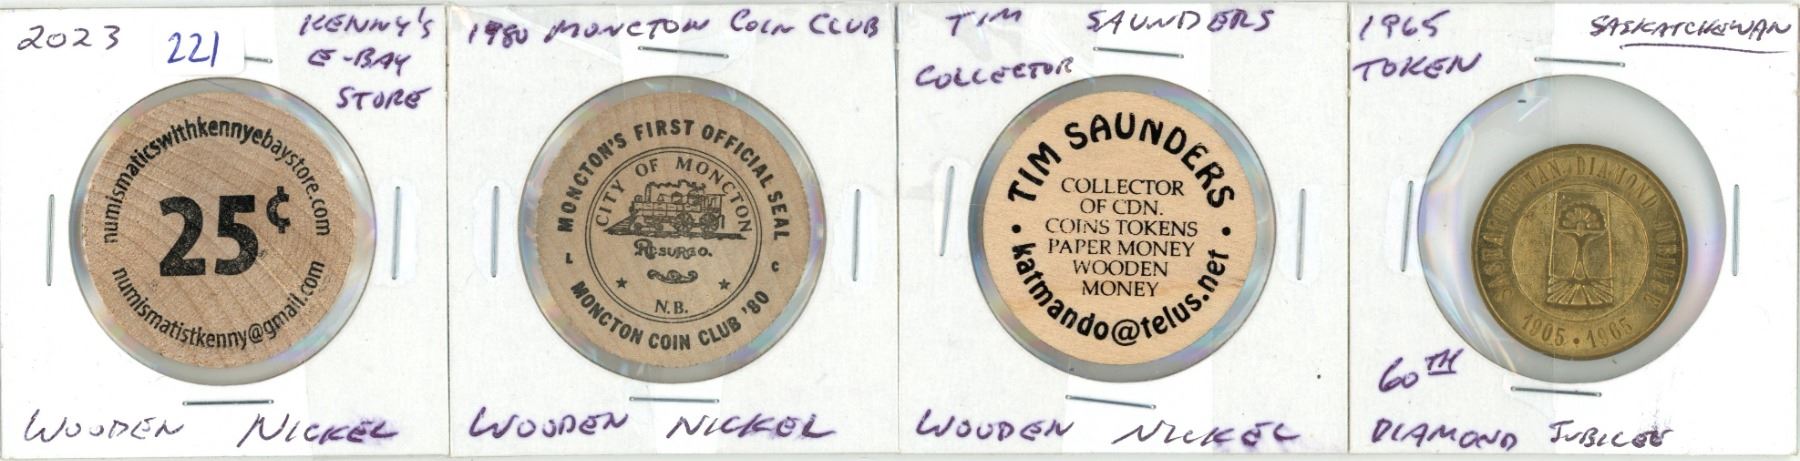 2023 221 KENNY'S
E-BAY
STORE
numismaticswithkennyebaystore.com
25¢
numismatistkenny@gmail.com
WOODEN NICKEL
1980 MONCTON COIN CLUB
MONCTON'S FIRST OFFICIAL SEAL
CITY OF MONCTON
RESURGO.
N.B.
L C
MONCTON COIN CLUB '80
WOODEN NICKEL
TIM SAUNDERS
COLLECTOR
TIM SAUNDERS
COLLECTOR
OF CDN.
COINS TOKENS
PAPER MONEY
WOODEN
MONEY
katmando@telus.net
WOODEN NICKEL
1965 SASKATCHEWAN
TOKEN
SASKATCHEWAN DIAMOND JUBILEE
1905 • 1965
60TH
DIAMOND JUBILEE